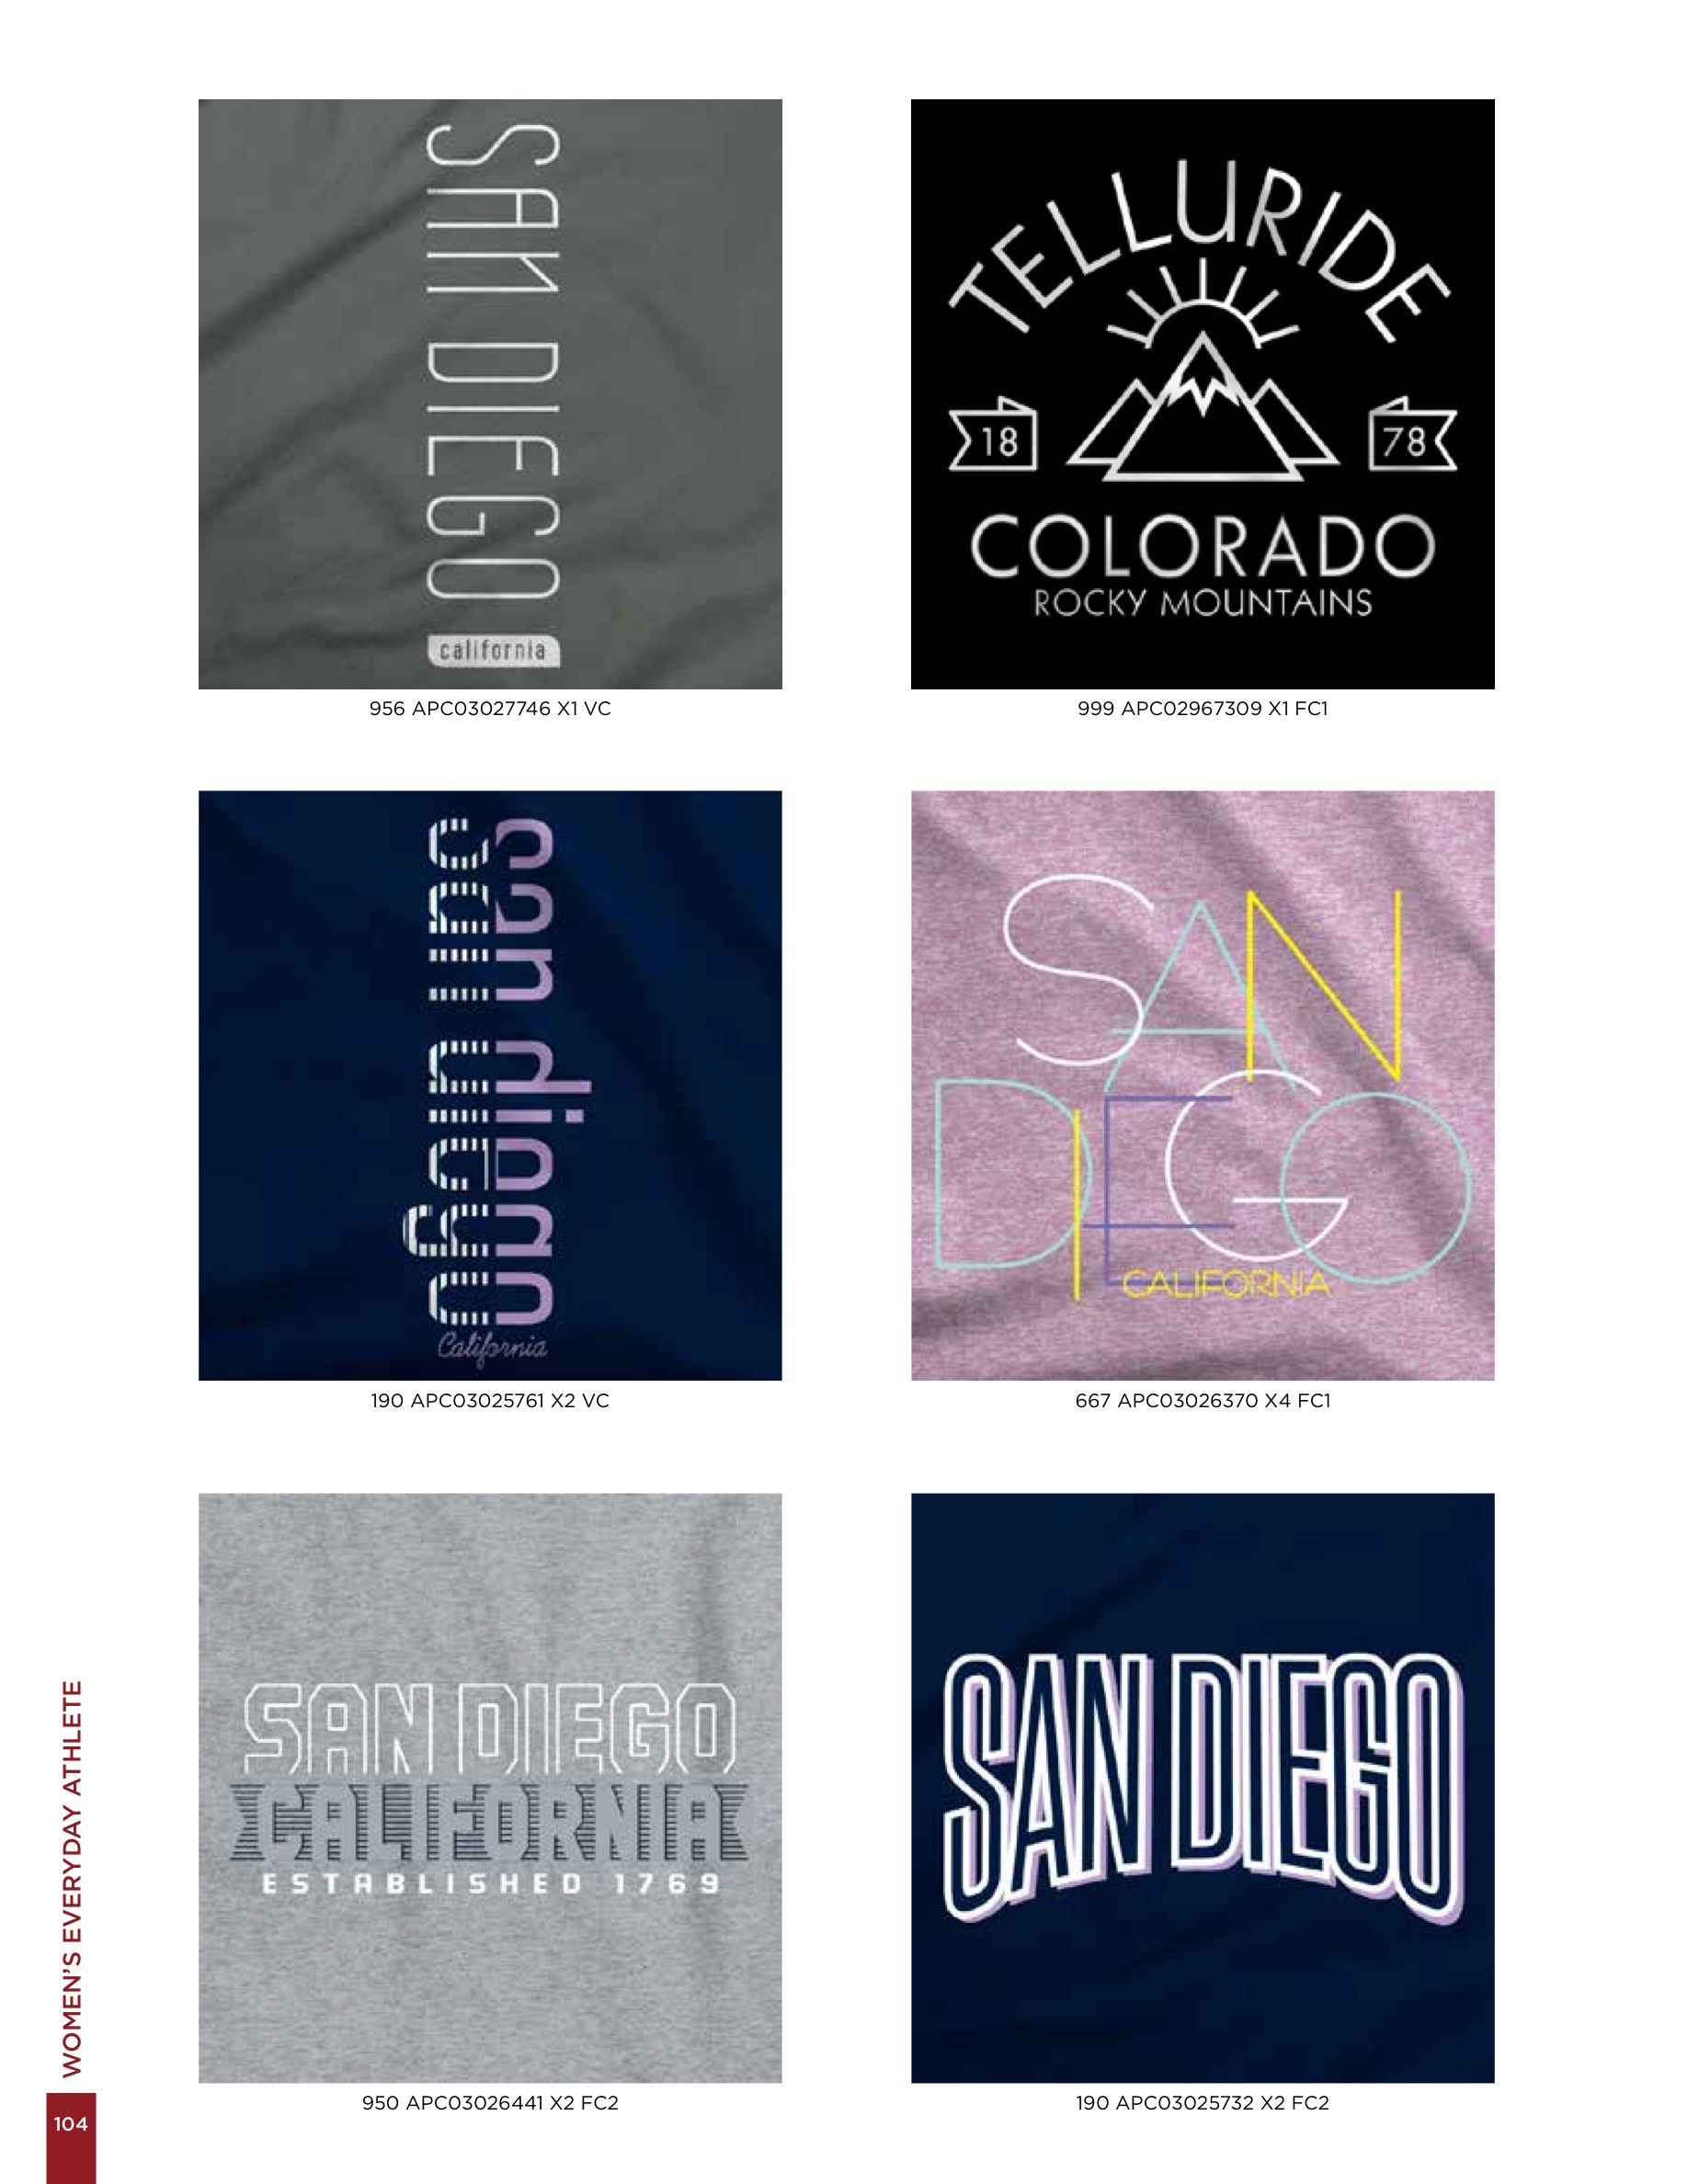 SAN DIEGO
california
956 APC03027746 X1 VC
TELLURIDE
18 78
COLORADO
ROCKY MOUNTAINS
999 APC02967309 X1 FC1
san diego
California
190 APC03025761 X2 VC
SAN
DIEGO
CALIFORNIA
667 APC03026370 X4 FC1
SAN DIEGO
CALIFORNIA
ESTABLISHED 1769
950 APC03026441 X2 FC2
SAN DIEGO
190 APC03025732 X2 FC2
WOMEN'S EVERYDAY ATHLETE
104